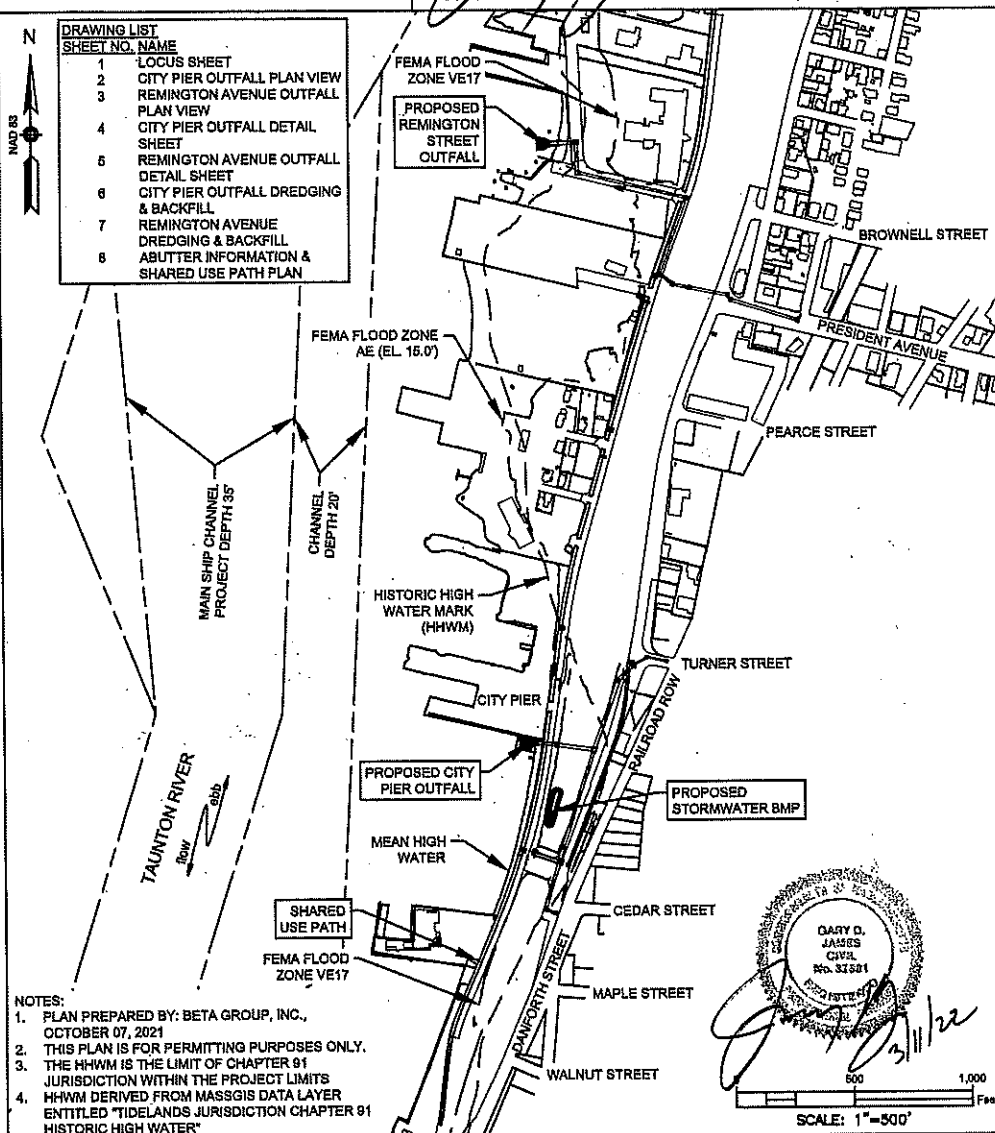 DRAWING LIST
SHEET NO. NAME
1 LOCUS SHEET
2 CITY PIER OUTFALL PLAN VIEW
3 REMINGTON AVENUE OUTFALL
PLAN VIEW
4 CITY PIER OUTFALL DETAIL
SHEET
5 REMINGTON AVENUE OUTFALL
DETAIL SHEET
6 CITY PIER OUTFALL DREDGING
& BACKFILL
7 REMINGTON AVENUE
DREDGING & BACKFILL
8 ABUTTER INFORMATION &
SHARED USE PATH PLAN
N
NAD 83
FEMA FLOOD
ZONE VE17
PROPOSED
REMINGTON
STREET
OUTFALL
BROWNELL STREET
PRESIDENT AVENUE
FEMA FLOOD ZONE
AE (EL. 15.0')
PEARCE STREET
MAIN SHIP CHANNEL
PROJECT DEPTH 35'
CHANNEL
DEPTH 20'
HISTORIC HIGH
WATER MARK
(HHWM)
TURNER STREET
CITY PIER
RAILROAD ROW
PROPOSED CITY
PIER OUTFALL
PROPOSED
STORMWATER BMP
TAUNTON RIVER
flow
ebb
MEAN HIGH
WATER
SHARED
USE PATH
CEDAR STREET
FEMA FLOOD
ZONE VE17
DANFORTH STREET
MAPLE STREET
WALNUT STREET
GARY D.
JAMES
CIVIL
No. 37581
REGISTERED
3/11/22
NOTES:
1. PLAN PREPARED BY: BETA GROUP, INC.,
OCTOBER 07, 2021
2. THIS PLAN IS FOR PERMITTING PURPOSES ONLY.
3. THE HHWM IS THE LIMIT OF CHAPTER 91
JURISDICTION WITHIN THE PROJECT LIMITS
4. HHWM DERIVED FROM MASSGIS DATA LAYER
ENTITLED "TIDELANDS JURISDICTION CHAPTER 91
HISTORIC HIGH WATER"
500 1,000
Feet
SCALE: 1"=500'